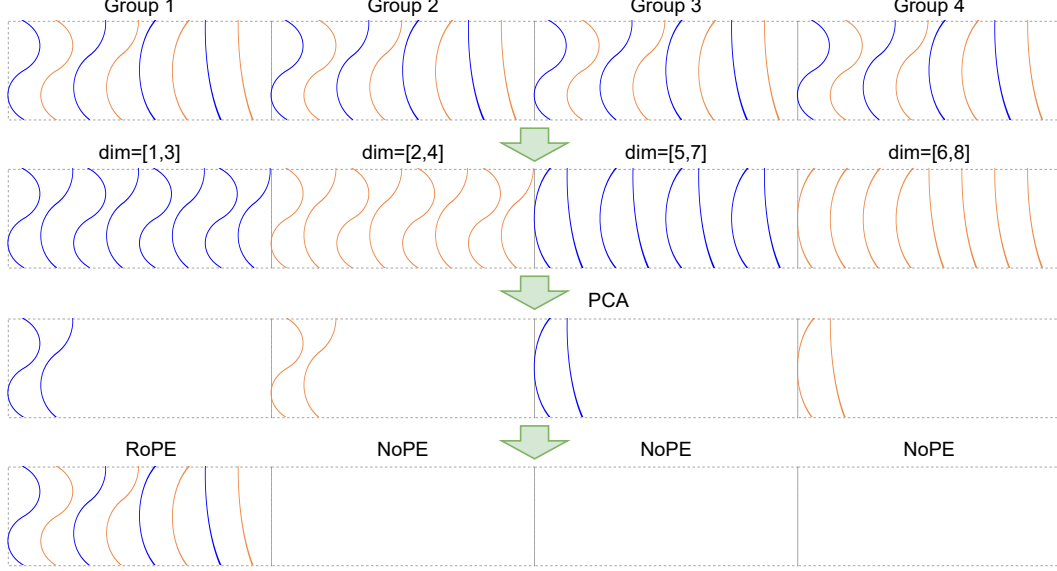 Group 1 Group 2 Group 3 Group 4
dim=[1,3] dim=[2,4] dim=[5,7] dim=[6,8]
PCA
RoPE NoPE NoPE NoPE